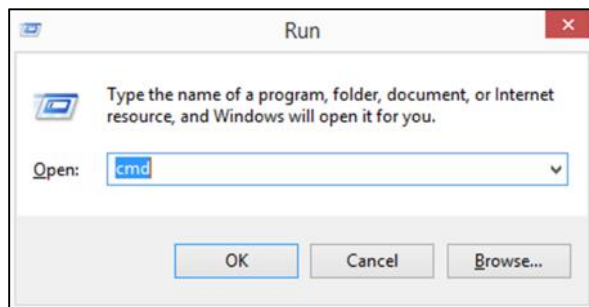 Run
Type the name of a program, folder, document, or Internet
resource, and Windows will open it for you.
Open: cmd
OK Cancel Browse...